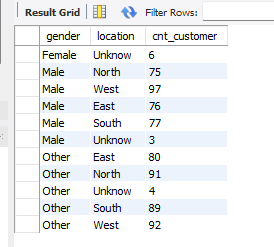 Result Grid Filter Rows:
gender location cnt_customer
Female Unknow 6
Male North 75
Male West 97
Male East 76
Male South 77
Male Unknow 3
Other East 80
Other North 91
Other Unknow 4
Other South 89
Other West 92